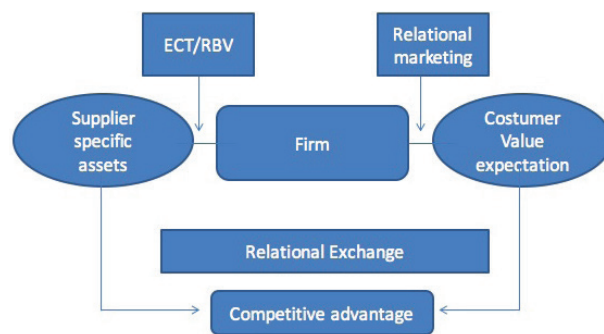 ECT/RBV
Relational
marketing
Supplier
specific
assets
Firm
Costumer
Value
expectation
Relational Exchange
Competitive advantage